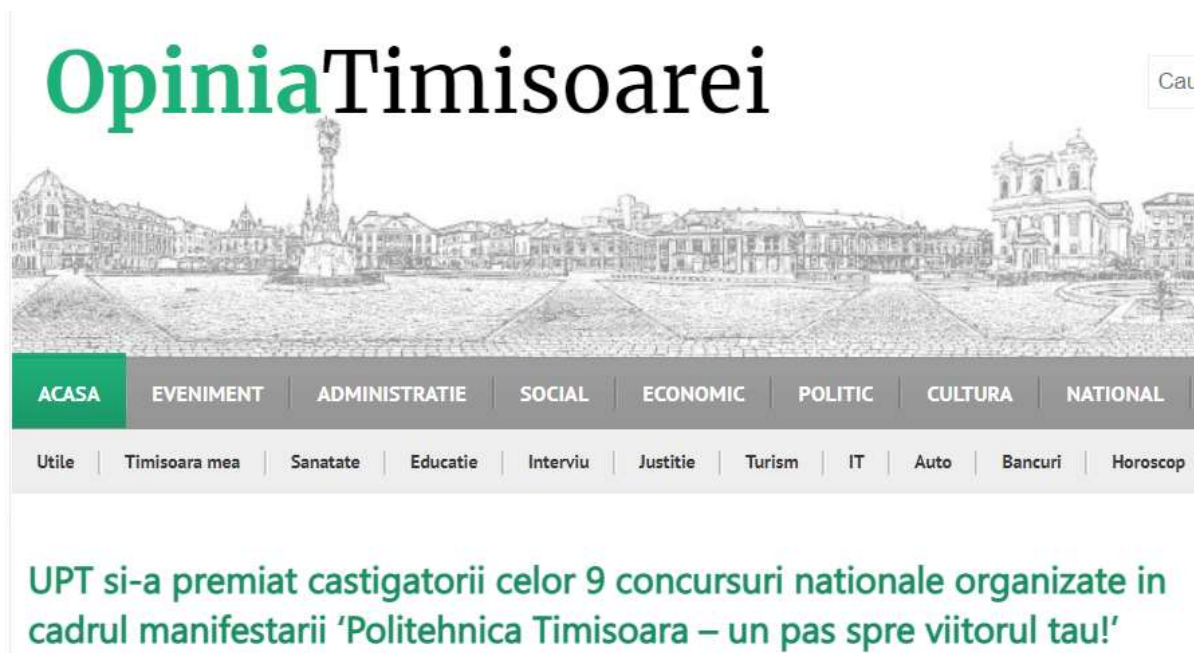 OpiniaTimisoarei
Cau
ACASA EVENIMENT ADMINISTRATIE SOCIAL ECONOMIC POLITIC CULTURA NATIONAL
Utile Timisoara mea Sanatate Educatie Interviu Justitie Turism IT Auto Bancuri Horoscop
UPT si-a premiat castigatorii celor 9 concursuri nationale organizate in
cadrul manifestarii ‘Politehnica Timisoara – un pas spre viitorul tau!’